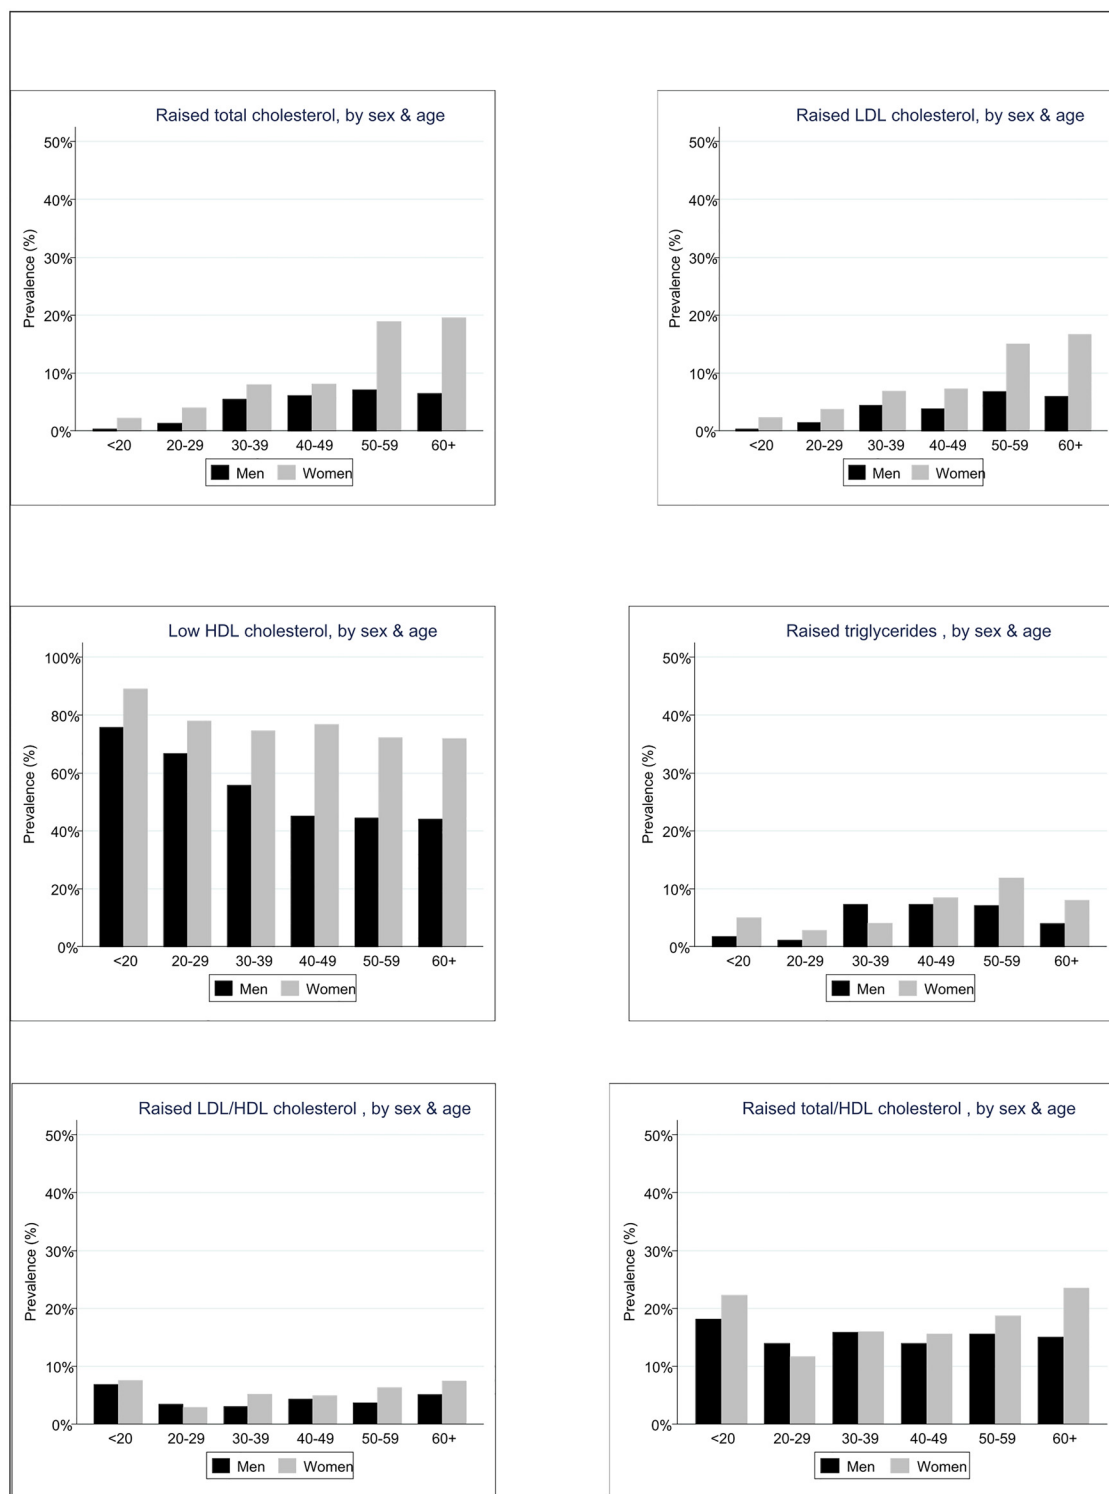 Raised total cholesterol, by sex & age
50%
40%
30%
20%
10%
0%
Prevalence (%)
<20 20-29 30-39 40-49 50-59 60+
Men Women
Raised LDL cholesterol, by sex & age
50%
40%
30%
20%
10%
0%
Prevalence (%)
<20 20-29 30-39 40-49 50-59 60+
Men Women
Low HDL cholesterol, by sex & age
100%
80%
60%
40%
20%
0%
Prevalence (%)
<20 20-29 30-39 40-49 50-59 60+
Men Women
Raised triglycerides , by sex & age
50%
40%
30%
20%
10%
0%
Prevalence (%)
<20 20-29 30-39 40-49 50-59 60+
Men Women
Raised LDL/HDL cholesterol , by sex & age
50%
40%
30%
20%
10%
0%
Prevalence (%)
<20 20-29 30-39 40-49 50-59 60+
Men Women
Raised total/HDL cholesterol , by sex & age
50%
40%
30%
20%
10%
0%
Prevalence (%)
<20 20-29 30-39 40-49 50-59 60+
Men Women